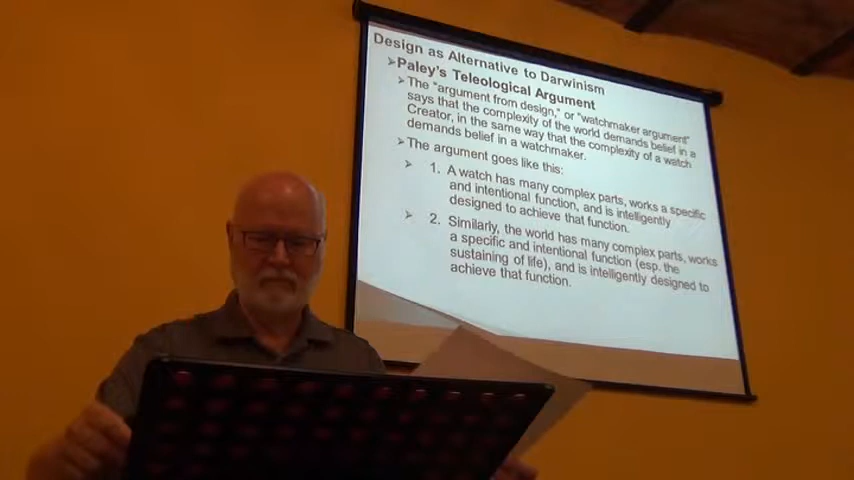 Design as Alternative to Darwinism
➢Paley's Teleological Argument
➢The "argument from design," or "watchmaker argument"
says that the complexity of the world demands belief in a
Creator, in the same way that the complexity of a watch
demands belief in a watchmaker.
➢The argument goes like this:
➢ 1. A watch has many complex parts, works a specific
and intentional function, and is intelligently
designed to achieve that function.
➢ 2. Similarly, the world has many complex parts, works
a specific and intentional function (esp. the
sustaining of life), and is intelligently designed to
achieve that function.